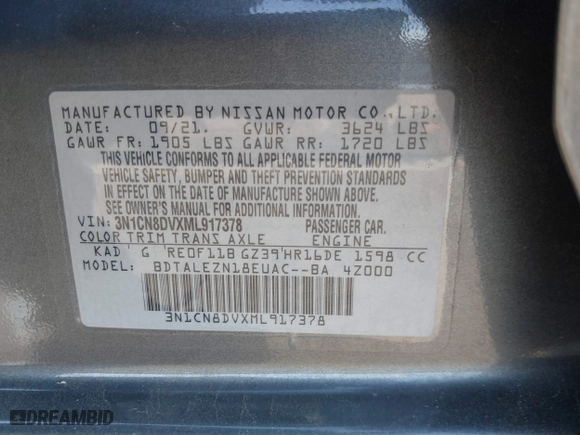 MANUFACTURED BY NISSAN MOTOR CO.,LTD.
DATE: 09/21. GVWR: 3624 LBS
GAWR FR: 1905 LBS GAWR RR: 1720 LBS
THIS VEHICLE CONFORMS TO ALL APPLICABLE FEDERAL MOTOR
VEHICLE SAFETY, BUMPER AND THEFT PREVENTION STANDARDS
IN EFFECT ON THE DATE OF MANUFACTURE SHOWN ABOVE.
SEE OWNER'S MANUAL FOR ADDITIONAL INFORMATION.
VIN: 3N1CN8DVXML917378 PASSENGER CAR.
COLOR TRIM TRANS AXLE ENGINE
KAD G RE0F11B GZ39 HR16DE 1598 CC
MODEL: BDTALEZN18EUAC--BA 4Z000
3N1CN8DVXML917378
DREAMBID